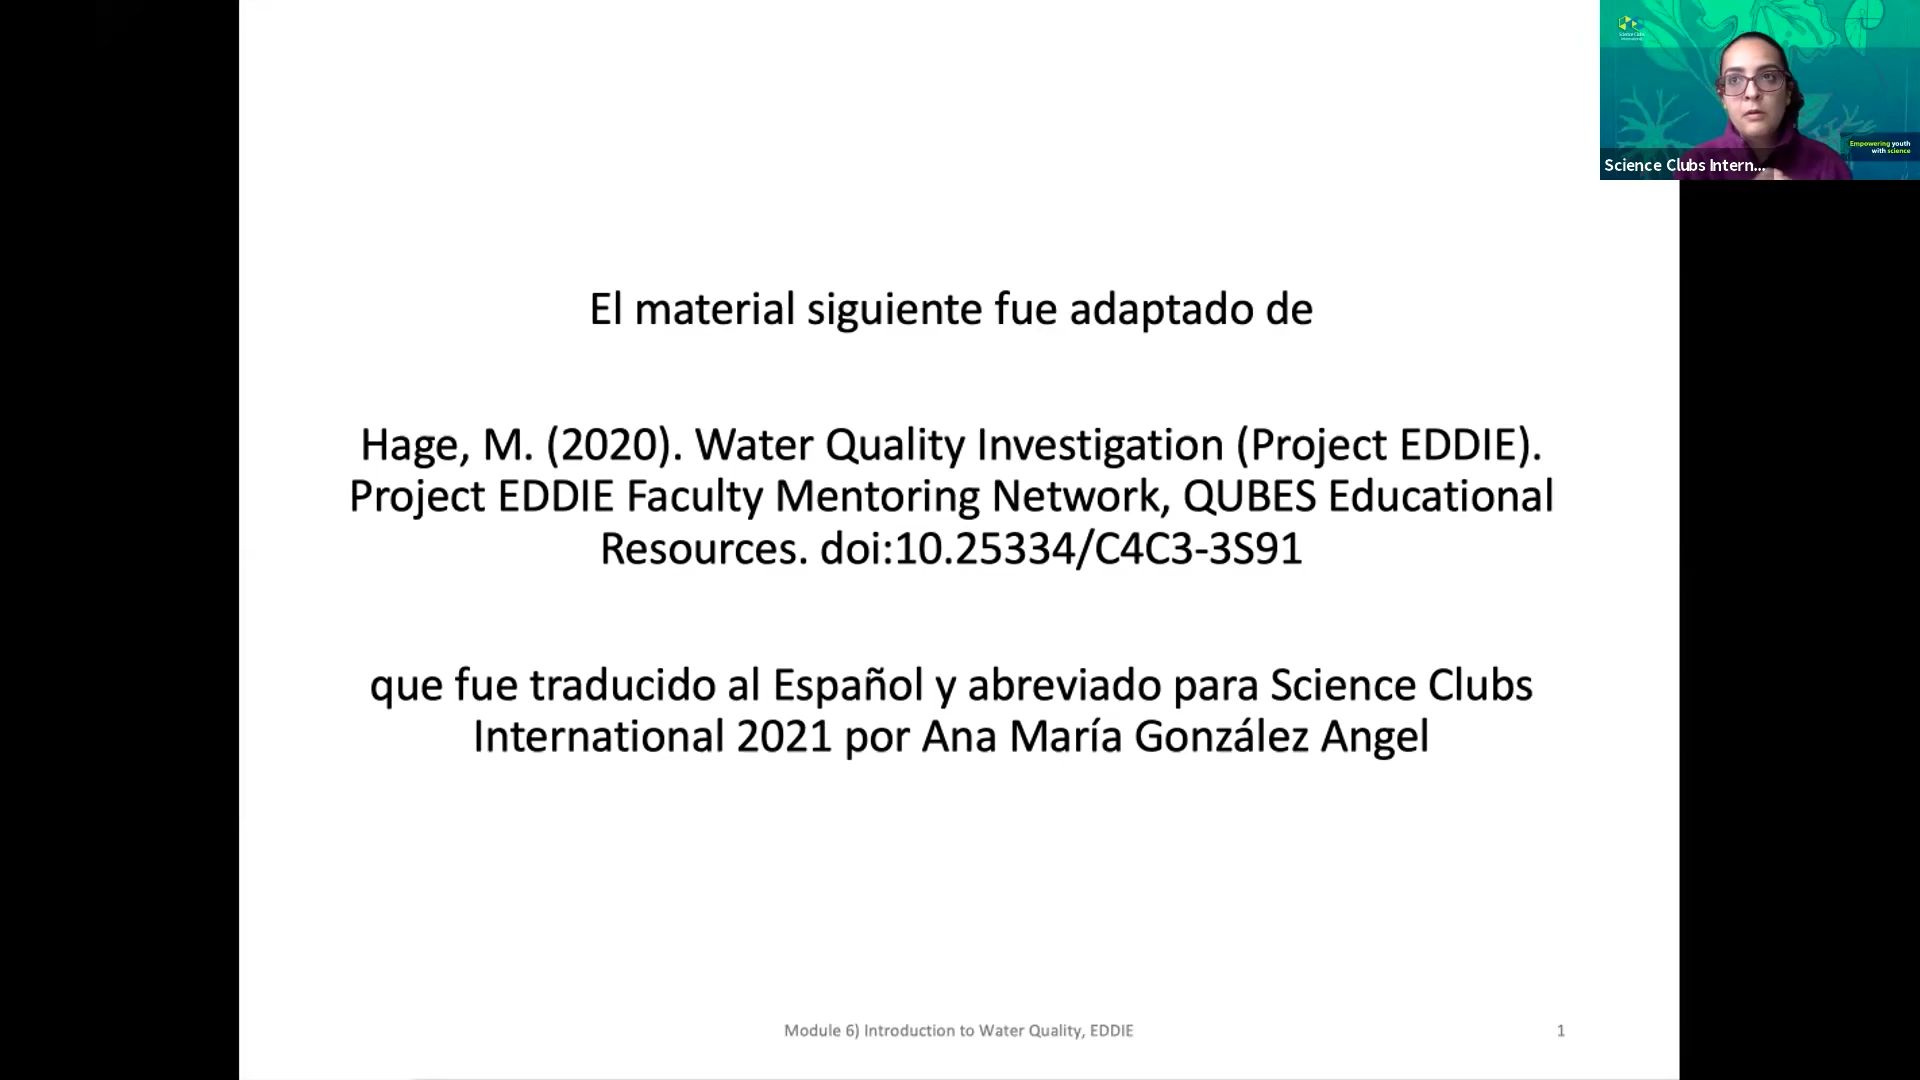 Science Clubs
International
Empowering youth
with science
Science Clubs Intern...
El material siguiente fue adaptado de
Hage, M. (2020). Water Quality Investigation (Project EDDIE).
Project EDDIE Faculty Mentoring Network, QUBES Educational
Resources. doi:10.25334/C4C3-3S91
que fue traducido al Español y abreviado para Science Clubs
International 2021 por Ana María González Angel
Module 6) Introduction to Water Quality, EDDIE
1